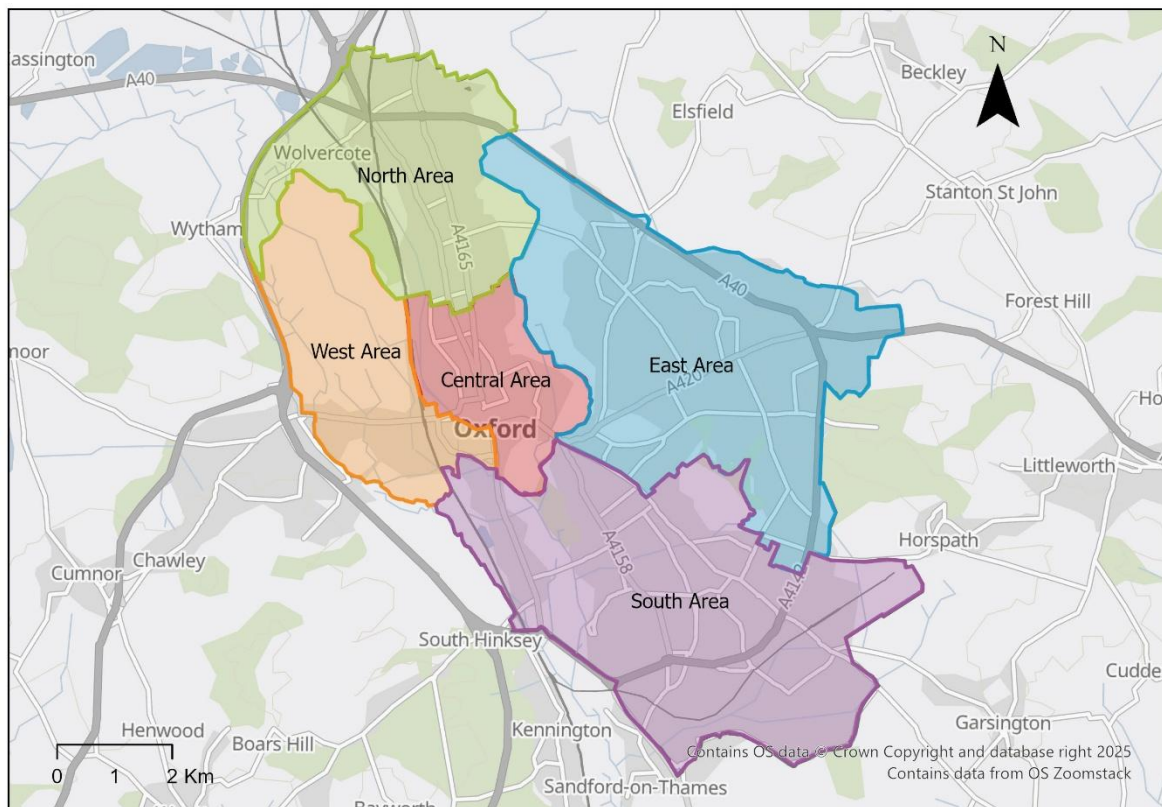 assington
A40
Beckley
N
Elsfield
Wolvercote
North Area
Stanton St John
Wytham
A4165
A40
Forest Hill
moor
West Area
Central Area
East Area
A420
Ho
Oxford
Littleworth
Horspath
Chawley
Cumnor
A4158
South Area
South Hinksey
Cudde
Henwood
Boars Hill
Kennington
Garsington
Contains OS data © Crown Copyright and database right 2025
Contains data from OS Zoomstack
0 1 2 Km
Sandford-on-Thames